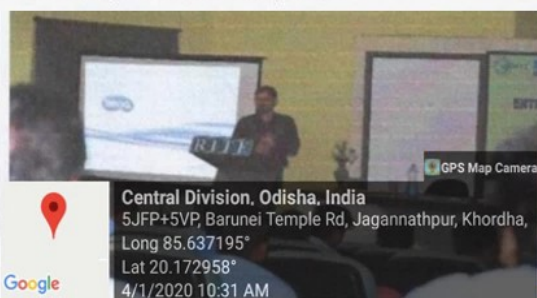 RITE
GPS Map Camera
Central Division, Odisha, India
5JFP+5VP, Barunei Temple Rd, Jagannathpur, Khordha,
Long 85.637195°
Lat 20.172958°
4/1/2020 10:31 AM
Google